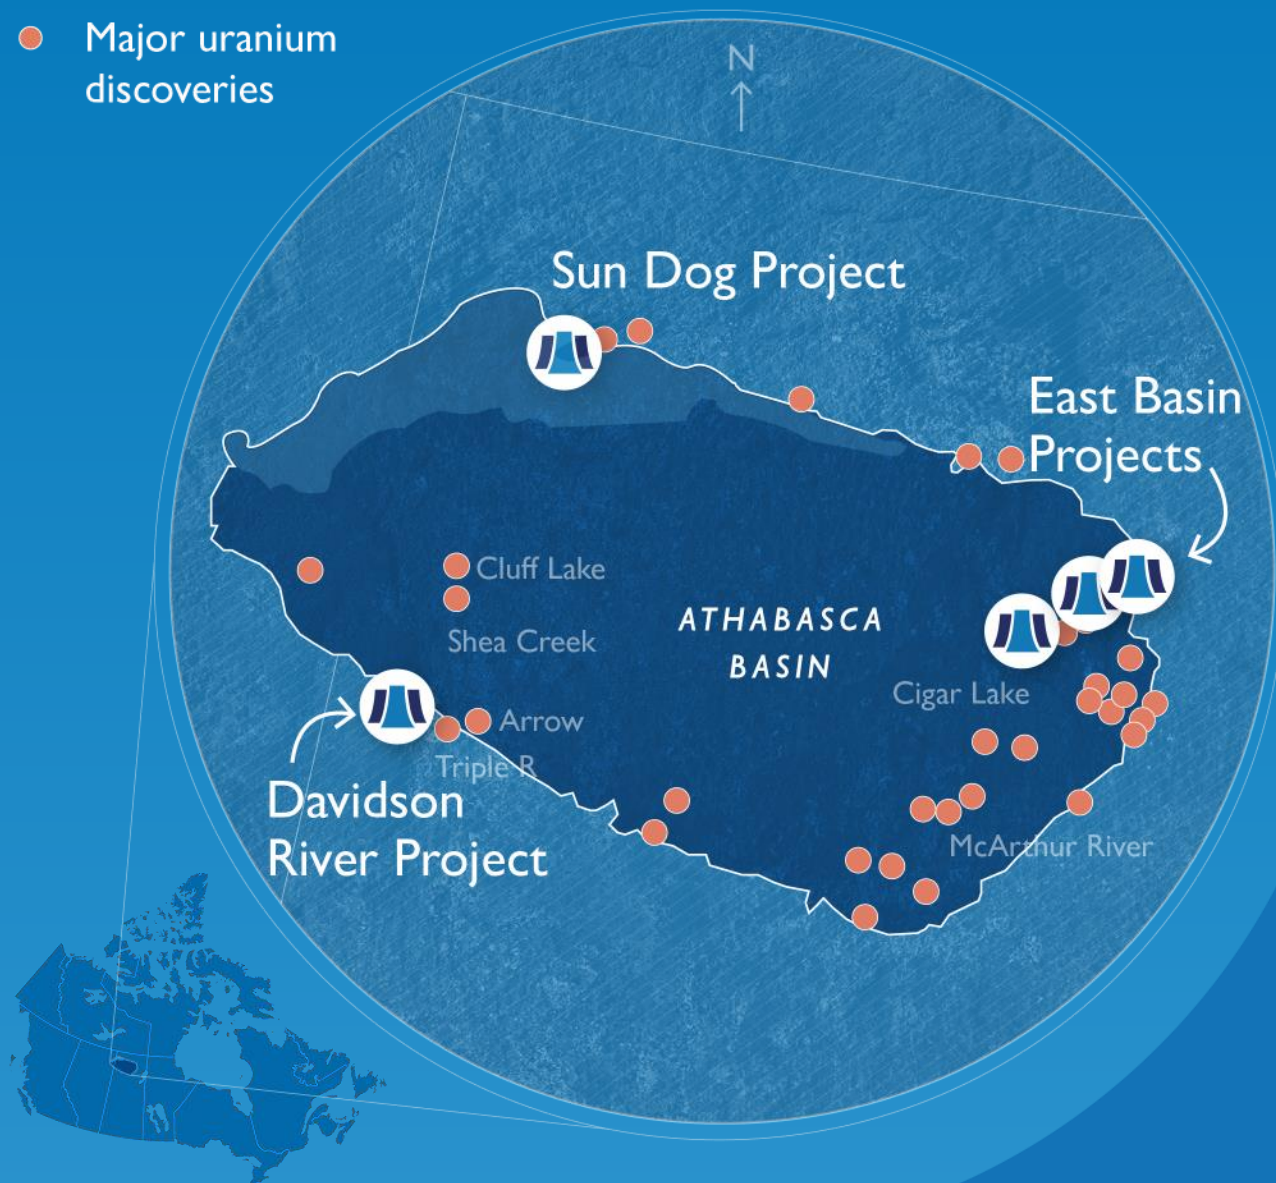 Major uranium
discoveries
N
Sun Dog Project
East Basin
Projects
Cluff Lake
Shea Creek
ATHABASCA
BASIN
Cigar Lake
Arrow
Triple R
Davidson
River Project
McArthur River